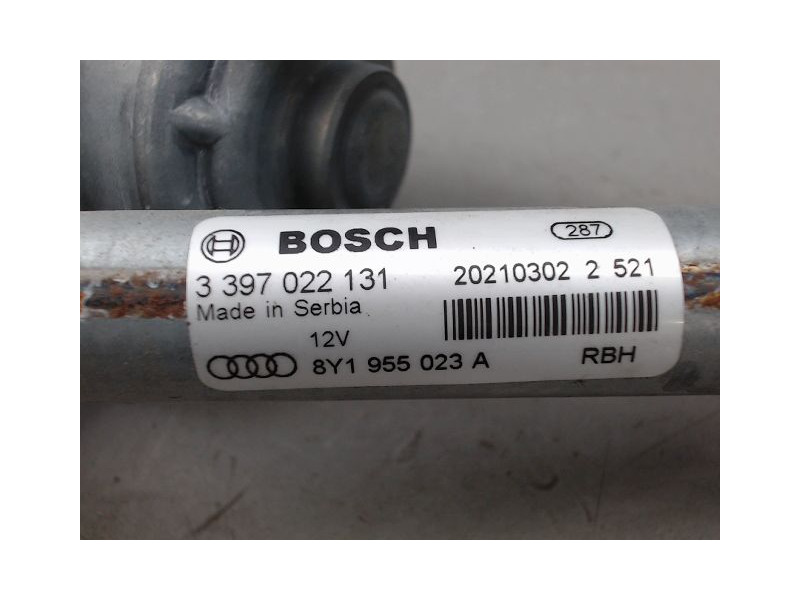 BOSCH 287
3 397 022 131 20210302 2 521
Made in Serbia
12V
8Y1 955 023 A RBH